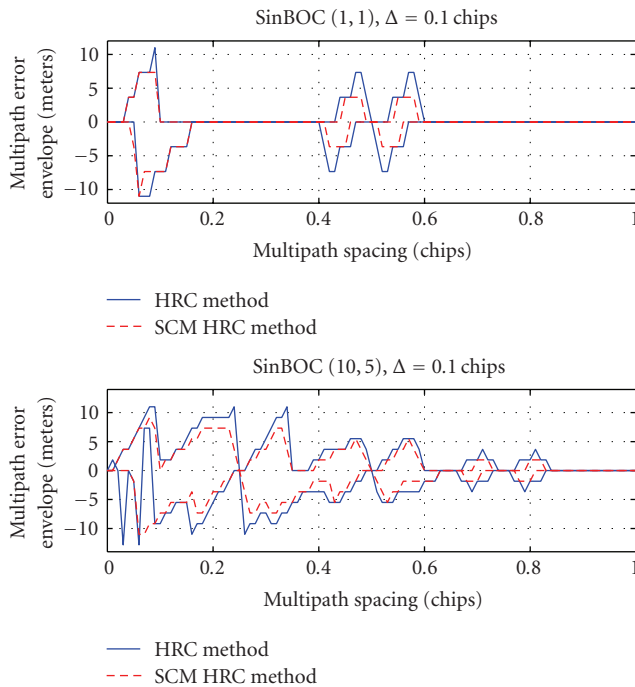 SinBOC (1, 1), Δ = 0.1 chips
Multipath error
envelope (meters)
10
5
0
−5
−10
0
0.2
0.4
0.6
0.8
1
Multipath spacing (chips)
HRC method
SCM HRC method
SinBOC (10, 5), Δ = 0.1 chips
Multipath error
envelope (meters)
10
5
0
−5
−10
0
0.2
0.4
0.6
0.8
1
Multipath spacing (chips)
HRC method
SCM HRC method